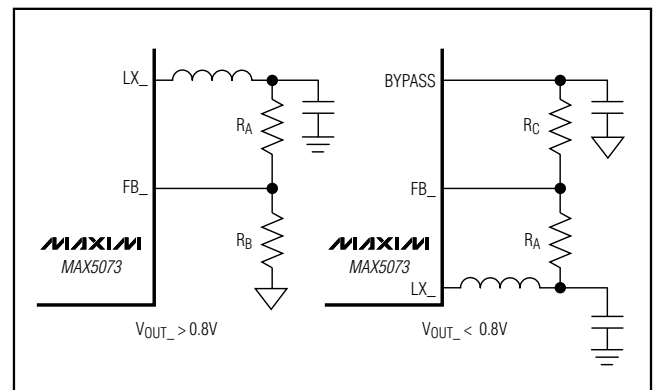 LX_
RA
FB_
RB
MAXIM
MAX5073
VOUT_ > 0.8V
BYPASS
RC
FB_
RA
MAXIM
MAX5073
LX_
VOUT_ < 0.8V